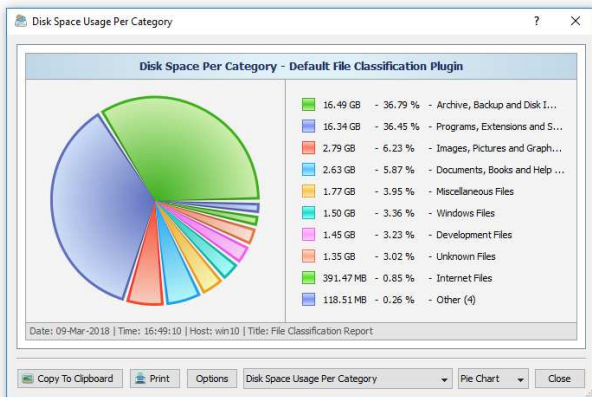 Disk Space Usage Per Category
Disk Space Per Category - Default File Classification Plugin
16.49 GB - 36.79 % - Archive, Backup and Disk I...
16.34 GB - 36.45 % - Programs, Extensions and S...
2.79 GB - 6.23 % - Images, Pictures and Graph...
2.63 GB - 5.87 % - Documents, Books and Help ...
1.77 GB - 3.95 % - Miscellaneous Files
1.50 GB - 3.36 % - Windows Files
1.45 GB - 3.23 % - Development Files
1.35 GB - 3.02 % - Unknown Files
391.47 MB - 0.85 % - Internet Files
118.51 MB - 0.26 % - Other (4)
Date: 09-Mar-2018 | Time: 16:49:10 | Host: win10 | Title: File Classification Report
Copy To Clipboard Print Options Disk Space Usage Per Category Pie Chart Close